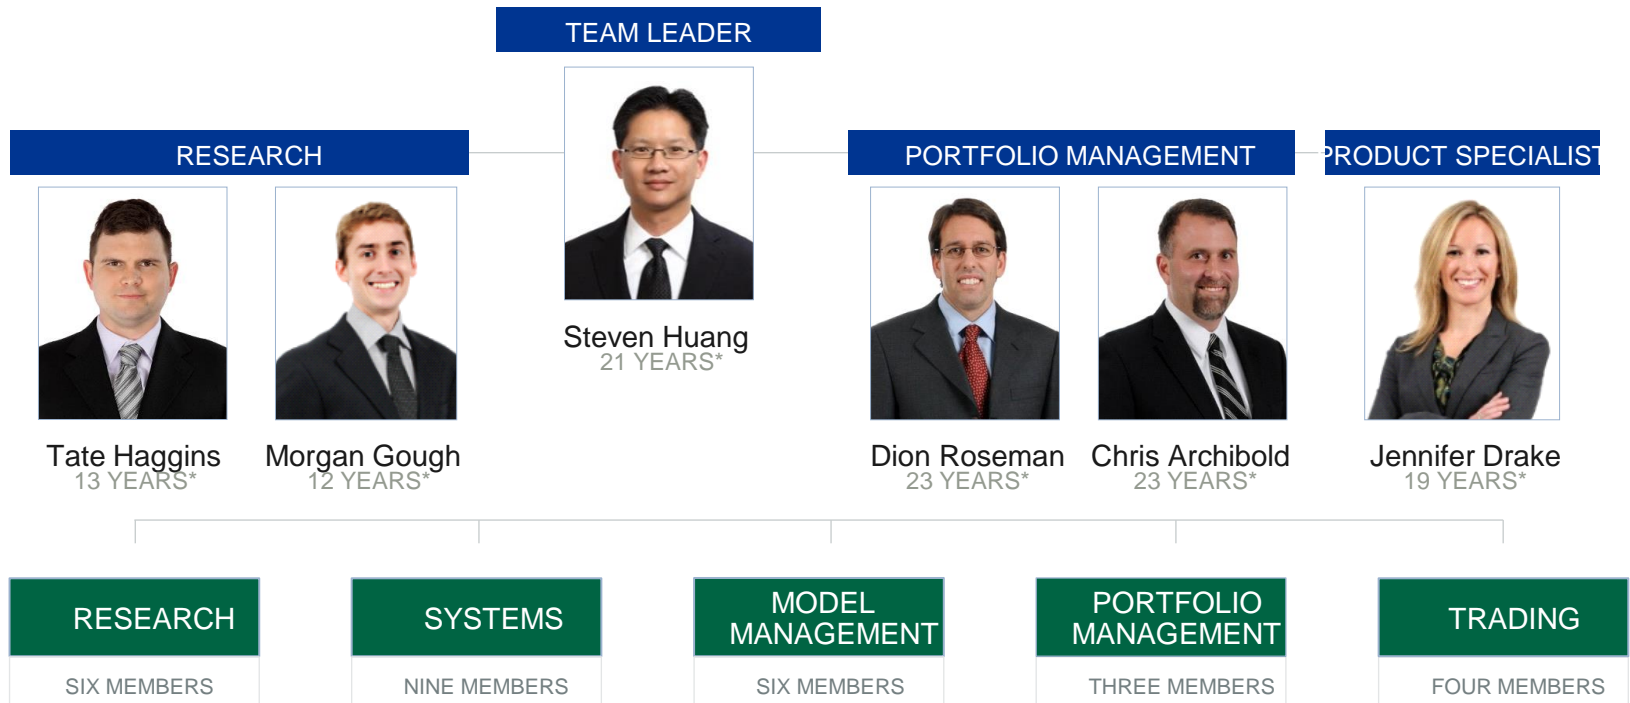 TEAM LEADER
RESEARCH
PORTFOLIO MANAGEMENT
PRODUCT SPECIALIST
Steven Huang
21 YEARS*
Tate Haggins
13 YEARS*
Morgan Gough
12 YEARS*
Dion Roseman
23 YEARS*
Chris Archibold
23 YEARS*
Jennifer Drake
19 YEARS*
RESEARCH
SIX MEMBERS
SYSTEMS
NINE MEMBERS
MODEL
MANAGEMENT
SIX MEMBERS
PORTFOLIO
MANAGEMENT
THREE MEMBERS
TRADING
FOUR MEMBERS